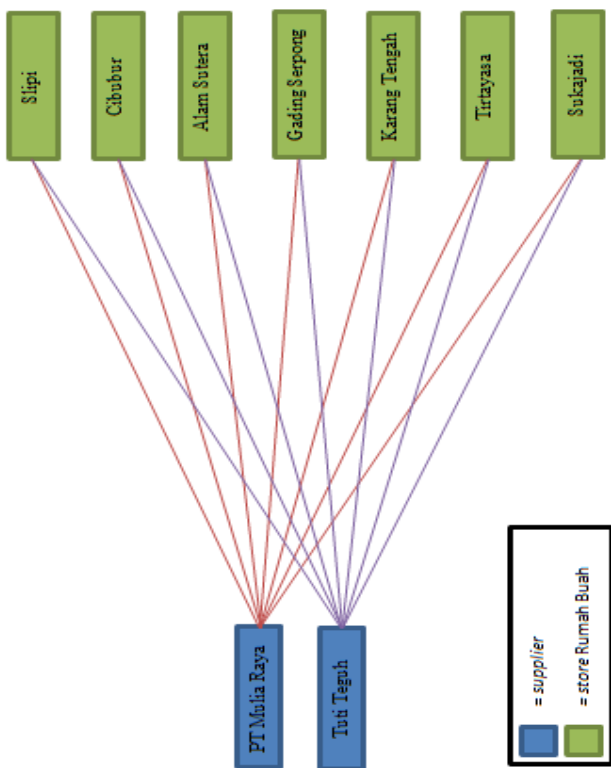 Slipi
Cibubur
Alam Sutera
Gading Serpong
Karang Tengah
Tirtayasa
Sukajadi
PT Mulia Raya
Tuti Teguh
= supplier
= store Rumah Buah